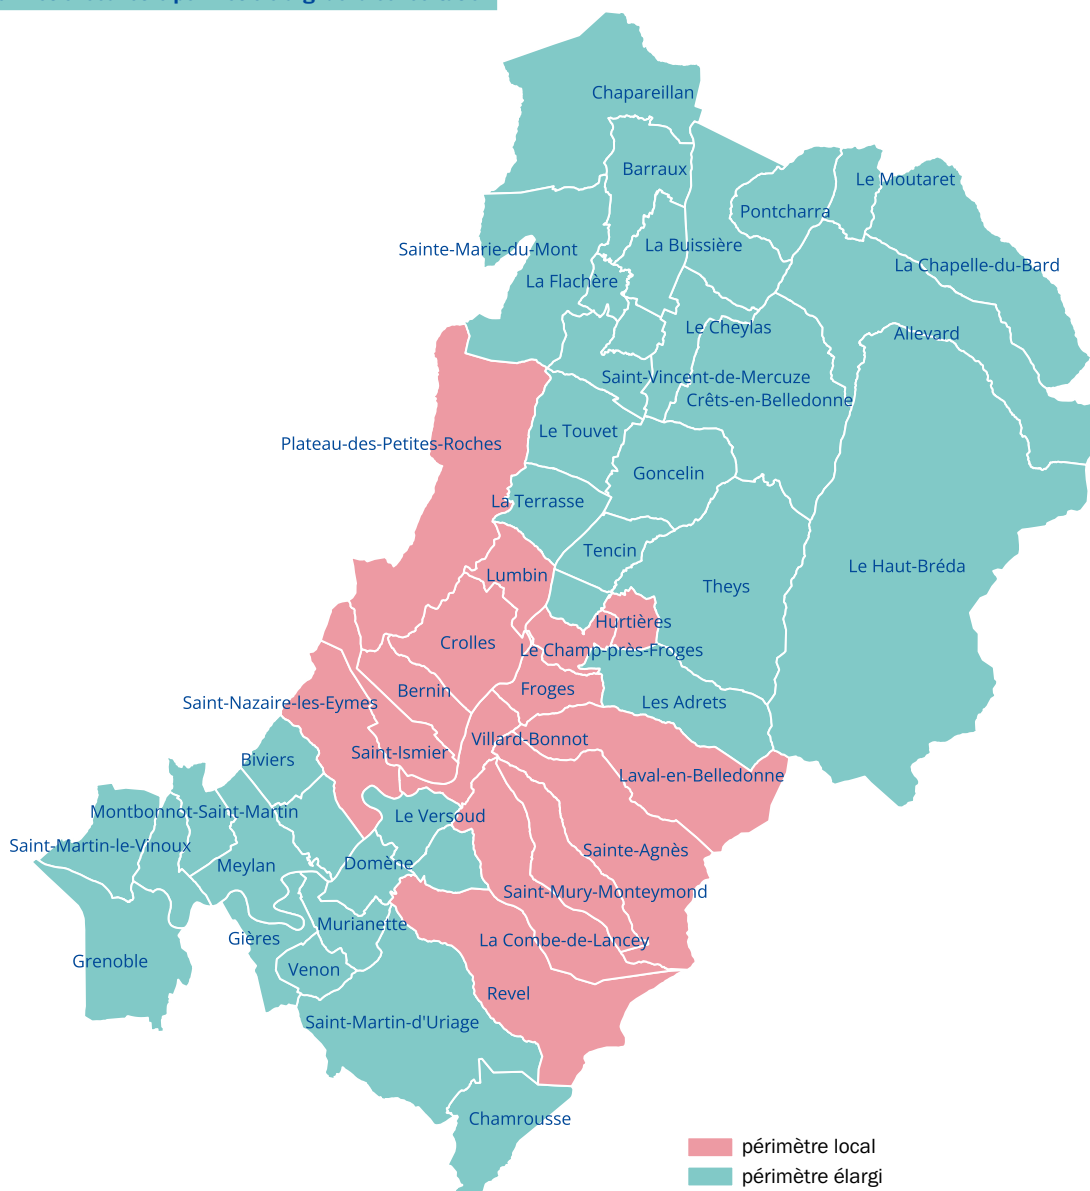 Chapareillan
Barraux
Le Moutaret
Pontcharra
Sainte-Marie-du-Mont
La Buissière
La Chapelle-du-Bard
La Flachère
Le Cheylas
Allevard
Saint-Vincent-de-Mercuze
Crêts-en-Belledonne
Le Touvet
Plateau-des-Petites-Roches
Goncelin
La Terrasse
Tencin
Le Haut-Bréda
Lumbin
Theys
Hurtières
Crolles
Le Champ-près-Froges
Bernin
Froges
Saint-Nazaire-les-Eymes
Les Adrets
Villard-Bonnot
Saint-Ismier
Biviers
Laval-en-Belledonne
Montbonnot-Saint-Martin
Le Versoud
Saint-Martin-le-Vinoux
Sainte-Agnès
Meylan
Domène
Saint-Mury-Monteymond
Murianette
Gières
La Combe-de-Lancey
Grenoble
Venon
Revel
Saint-Martin-d'Uriage
Chamrousse
périmètre local
périmètre élargi